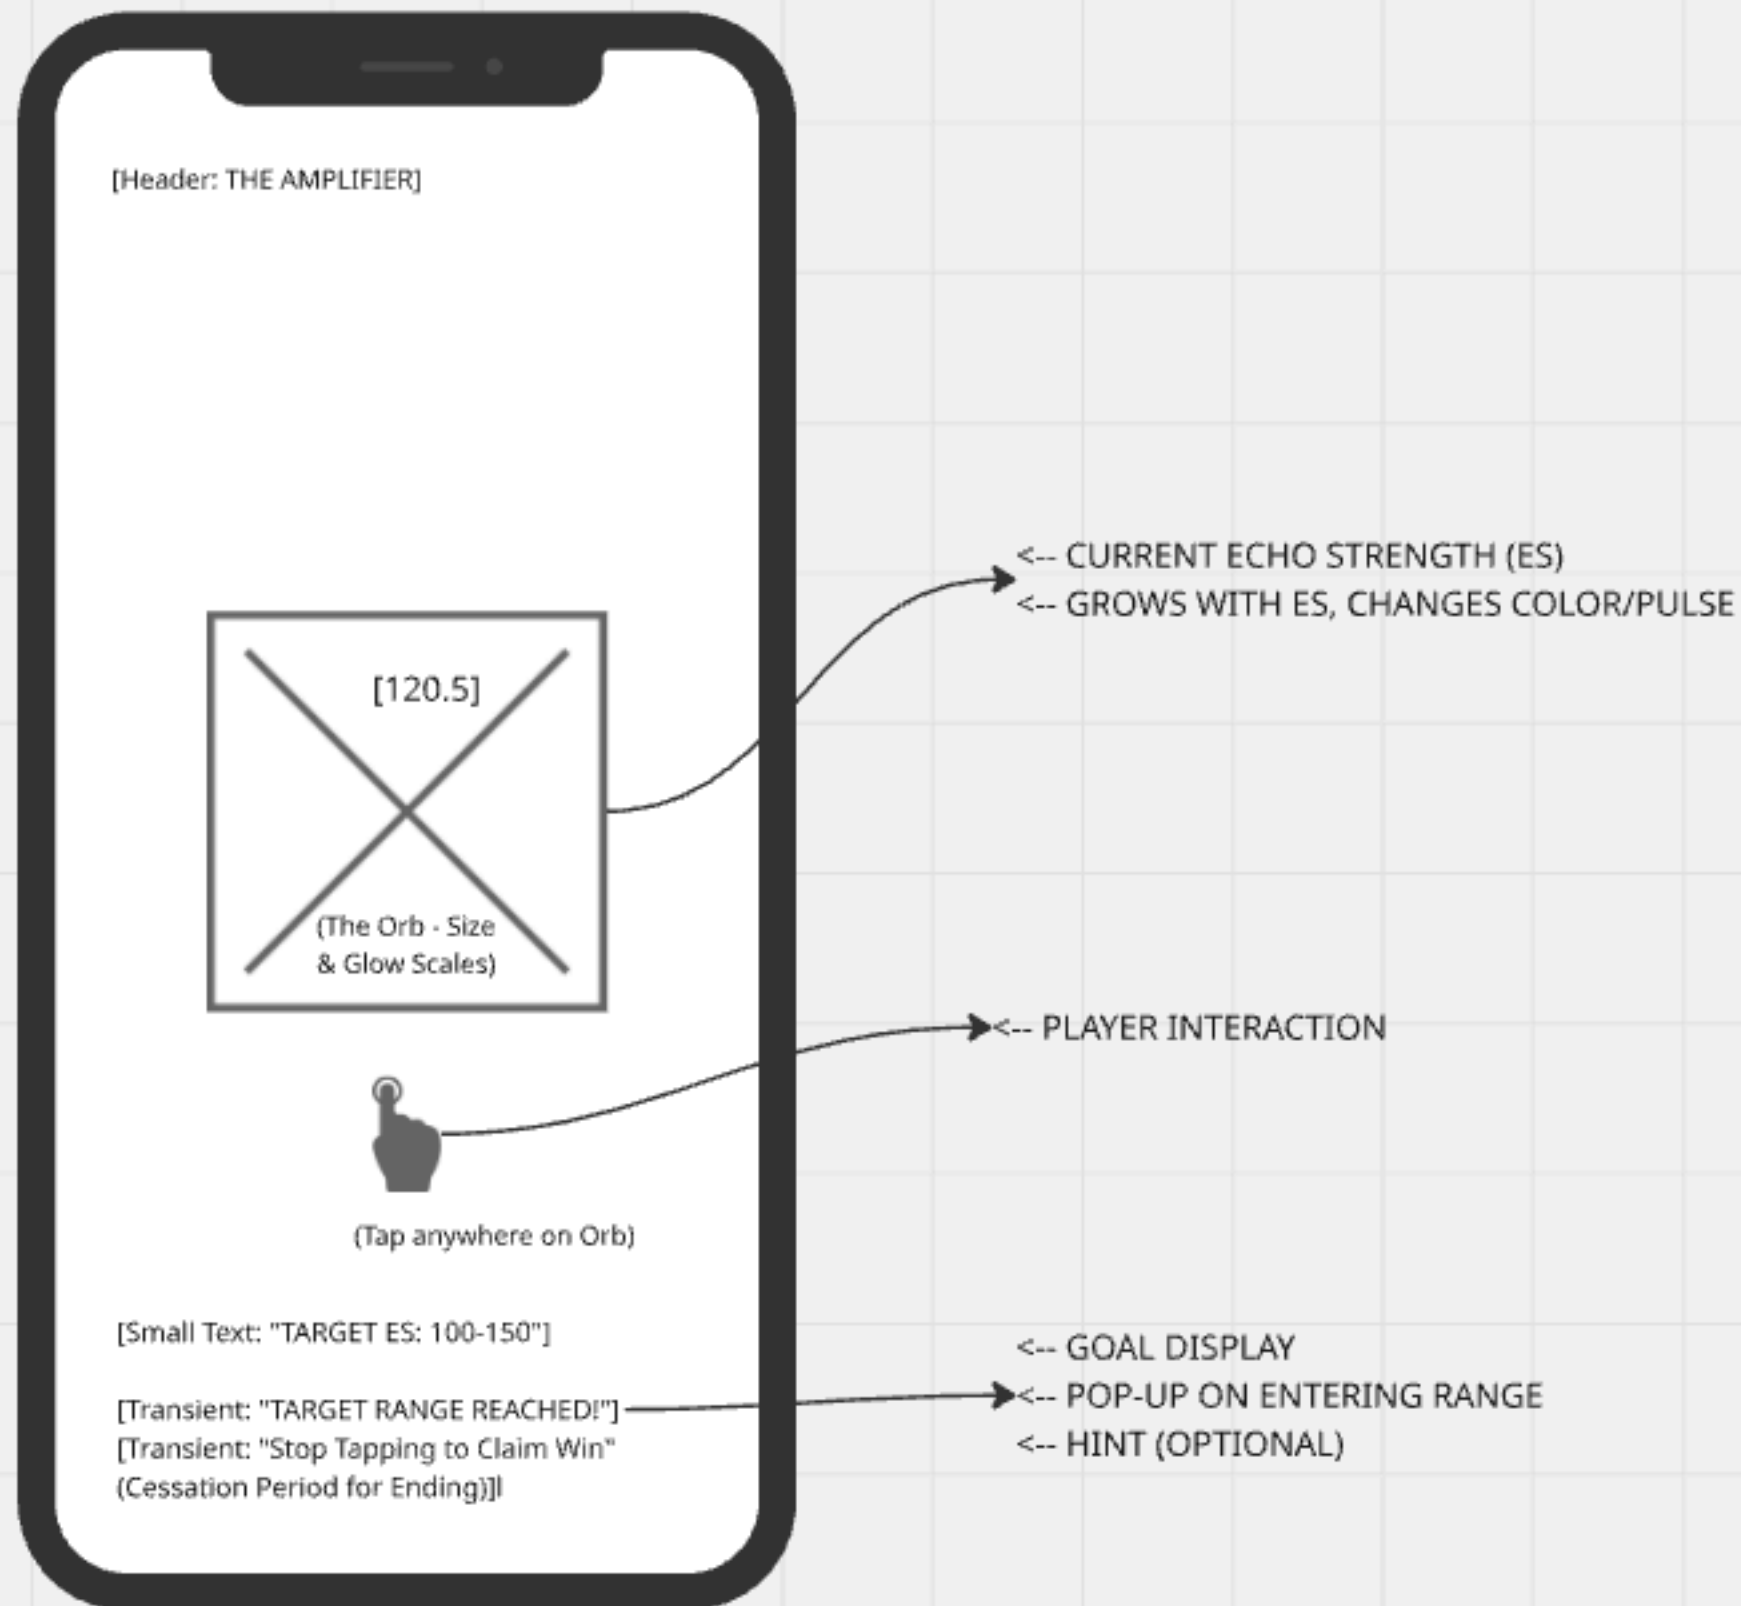 [Header: THE AMPLIFIER]
<-- CURRENT ECHO STRENGTH (ES)
<-- GROWS WITH ES, CHANGES COLOR/PULSE
[120.5]
(The Orb - Size
& Glow Scales)
<-- PLAYER INTERACTION
(Tap anywhere on Orb)
[Small Text: "TARGET ES: 100-150"]
<-- GOAL DISPLAY
[Transient: "TARGET RANGE REACHED!"]
<-- POP-UP ON ENTERING RANGE
[Transient: "Stop Tapping to Claim Win"
<-- HINT (OPTIONAL)
(Cessation Period for Ending)]l